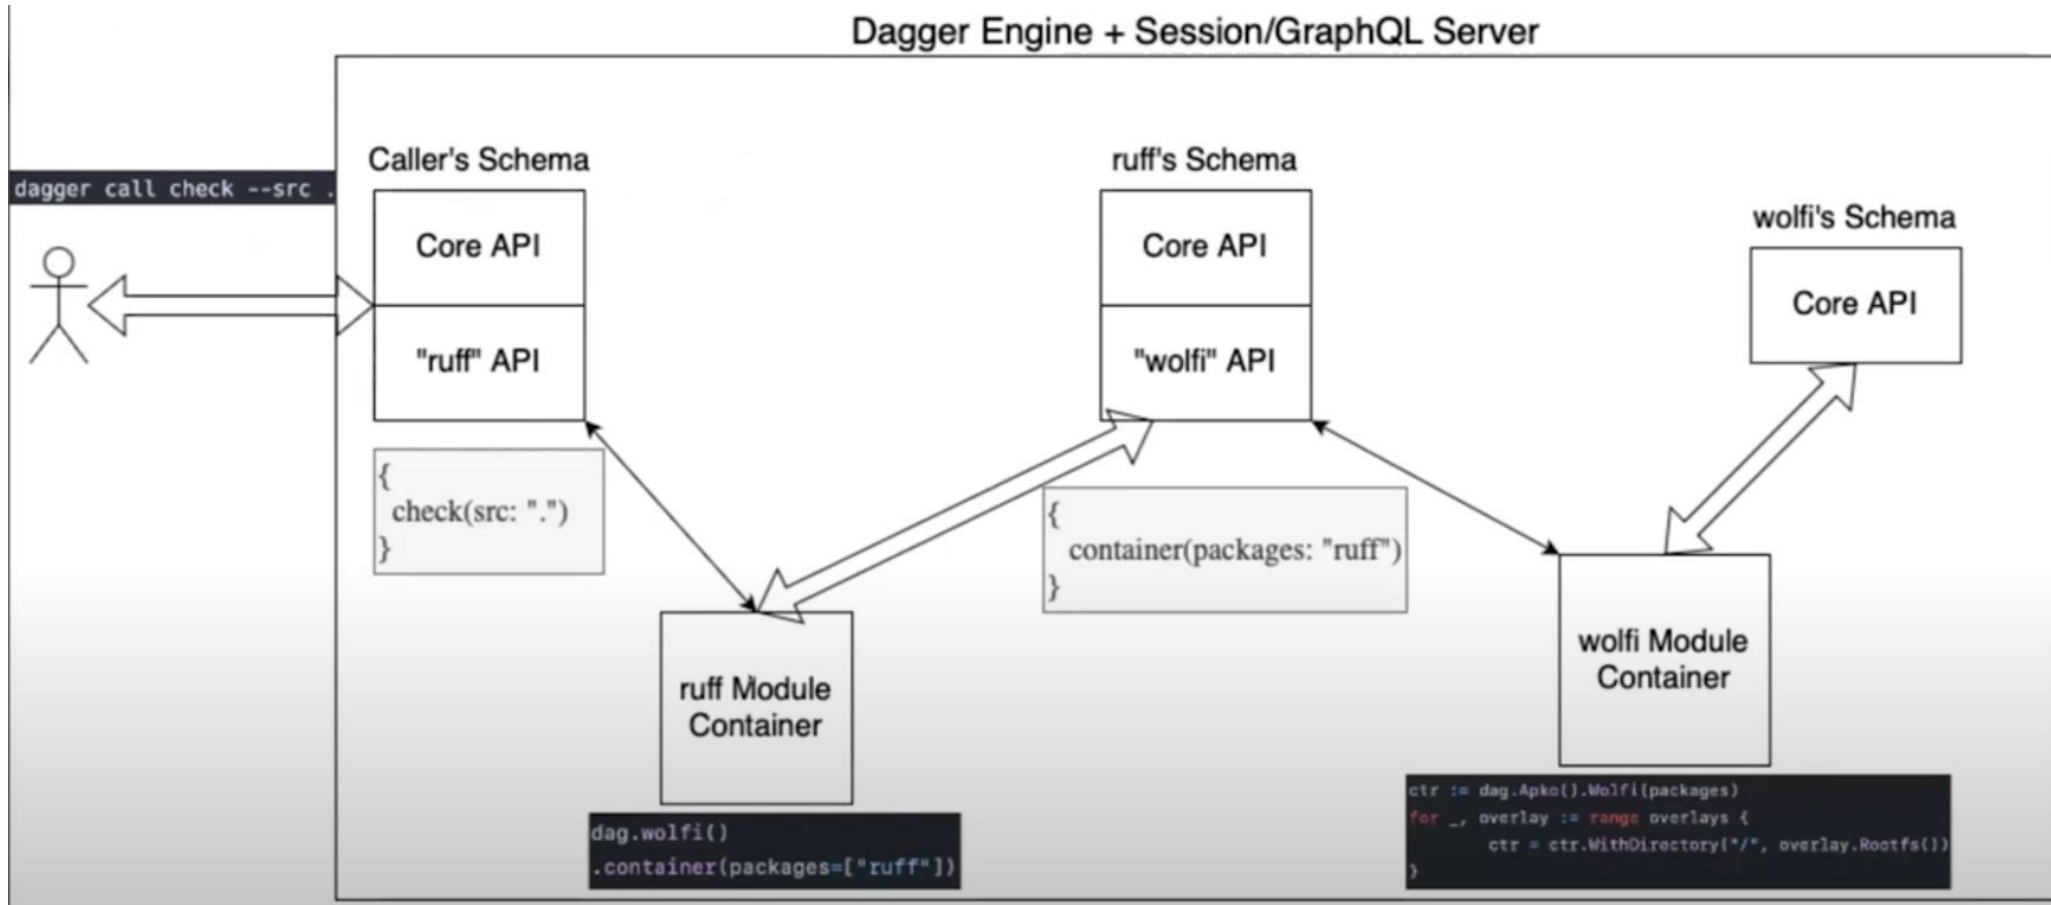 Dagger Engine + Session/GraphQL Server
dagger call check --src .
Caller's Schema
Core API
"ruff" API
{
check(src: ".")
}
ruff Module
Container
dag.wolfi()
.container(packages=["ruff"])
ruff's Schema
Core API
"wolfi" API
{
container(packages: "ruff")
}
wolfi's Schema
Core API
wolfi Module
Container
ctr := dag.Apko().Wolfi(packages)
for _, overlay := range overlays {
ctr = ctr.WithDirectory("/", overlay.Rootfs())
}